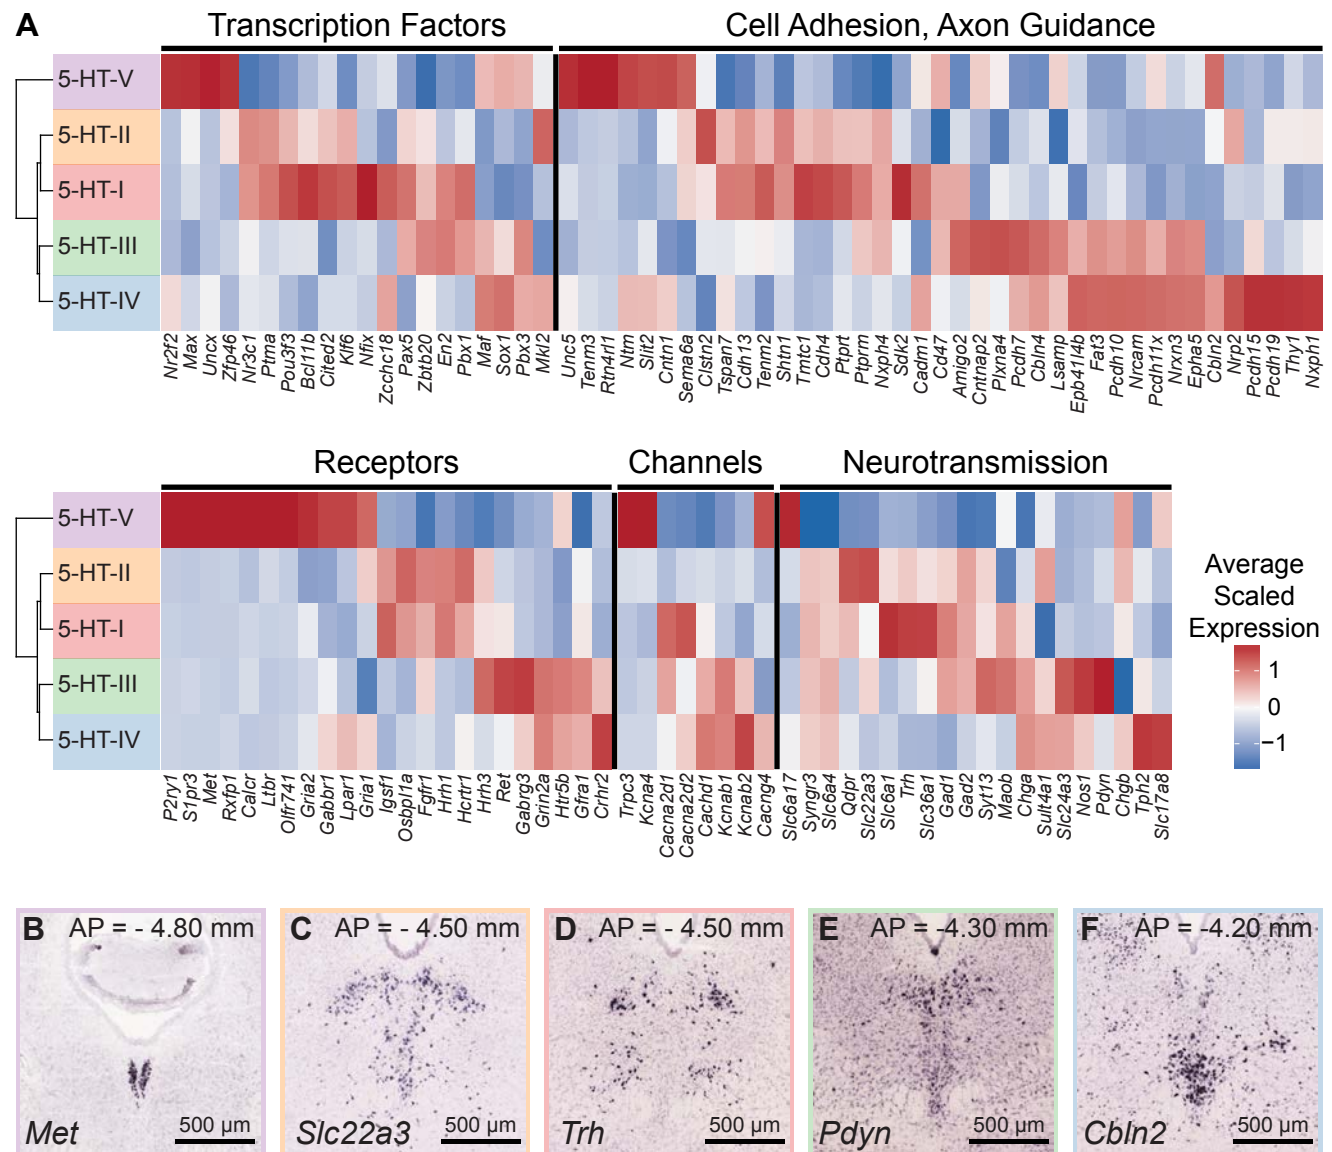 A
Transcription Factors
Cell Adhesion, Axon Guidance
5-HT-V
5-HT-II
5-HT-I
5-HT-III
5-HT-IV
Nr2f2
Max
Uncx
Zfp46
Nr3c1
Ptma
Pou3f3
Bcl11b
Cited2
Klf6
Nfix
Zcchc18
Pax5
Zbtb20
En2
Pbx1
Maf
Sox1
Pbx3
Mki2
Unc5
Tenm3
Rtn4rl1
Ntm
Slit2
Cntn1
Sema6a
Clstn2
Tspan7
Cdh13
Tenm2
Shtn1
Tmtc1
Cdh4
Ptprt
Ptprm
Nxph4
Sdk2
Cadm1
Cd47
Amigo2
Cntnap2
Plxna4
Pcdh7
Cbln4
Lsamp
Epb41l4b
Fat3
Pcdh10
Nrcam
Pcdh11x
Nrxn3
Epha5
Cbln2
Nrp2
Pcdh15
Pcdh19
Thy1
Nxph1
Receptors
Channels
Neurotransmission
5-HT-V
5-HT-II
5-HT-I
5-HT-III
5-HT-IV
P2ry1
S1pr3
Met
Rxfp1
Calcr
Ltbr
Olfr741
Gria2
Gabbr1
Lpar1
Gria1
Igsf1
Osbpl1a
Fgfr1
Hrh1
Hcrtr1
Hrh3
Ret
Gabrg3
Grin2a
Htr5b
Gfra1
Crhr2
Trpc3
Kcna4
Cacna2d1
Cacna2d2
Cachd1
Kcnab1
Kcnab2
Cacng4
Slc6a17
Syngr3
Slc6a4
Qdpr
Slc22a3
Slc6a1
Trh
Slc36a1
Gad1
Gad2
Syt13
Maob
Chga
Sult4a1
Slc24a3
Nos1
Pdyn
Chgb
Tph2
Slc17a8
Average
Scaled
Expression
1
0
−1
B AP = - 4.80 mm
Met 500 µm
C AP = - 4.50 mm
Slc22a3 500 µm
D AP = - 4.50 mm
Trh 500 µm
E AP = -4.30 mm
Pdyn 500 µm
F AP = -4.20 mm
Cbln2 500 µm